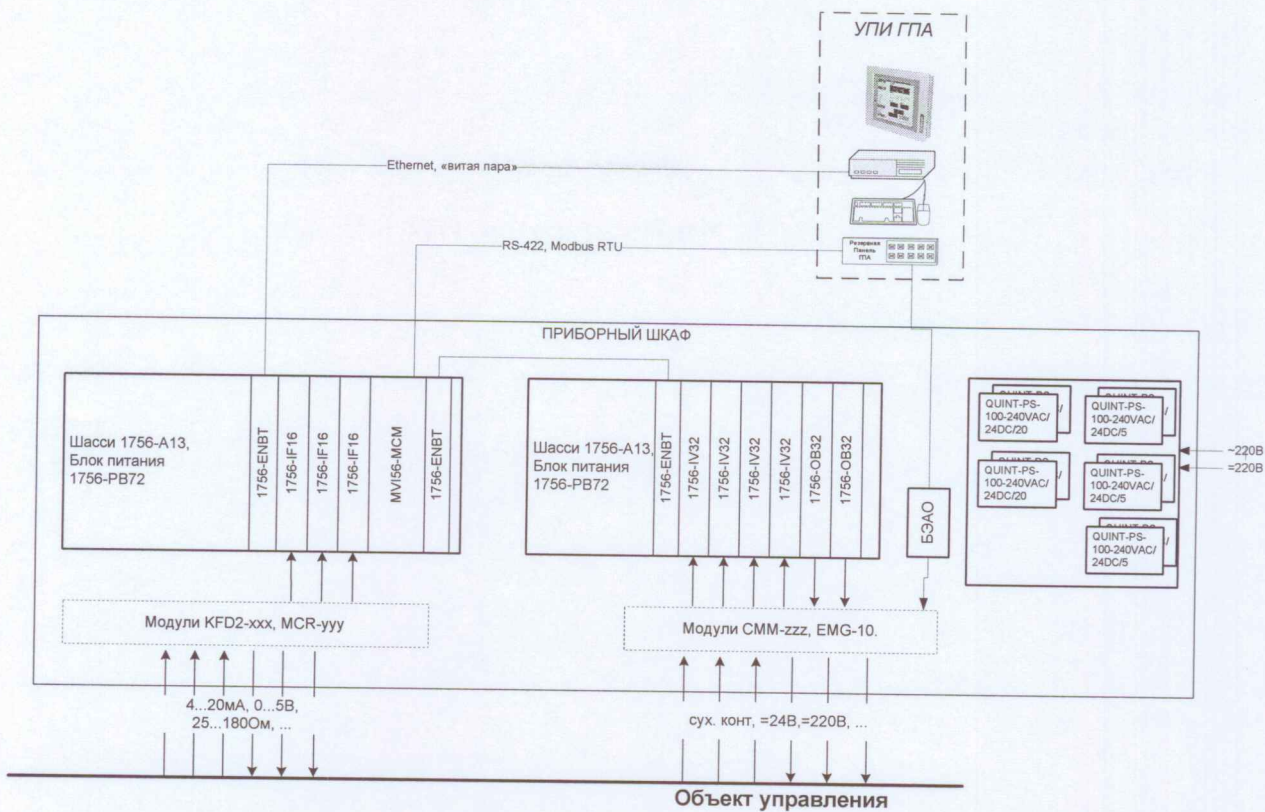 УПИ ГПА
Ethernet, «витая пара»
RS-422, Modbus RTU
Резервная
Панель
ГПА
ПРИБОРНЫЙ ШКАФ
Шасси 1756-А13,
Блок питания
1756-РВ72
1756-ENBT
1756-IF16
1756-IF16
1756-IF16
MVI56-MCM
1756-ENBT
Шасси 1756-А13,
Блок питания
1756-РВ72
1756-ENBT
1756-IV32
1756-IV32
1756-IV32
1756-IV32
1756-OB32
1756-OB32
БЭАО
QUINT-PS-
100-240VAC/
24DC/20
QUINT-PS-
100-240VAC/
24DC/5
QUINT-PS-
100-240VAC/
24DC/20
QUINT-PS-
100-240VAC/
24DC/5
QUINT-PS-
100-240VAC/
24DC/5
~220В
=220В
Модули KFD2-xxx, MCR-yyy
Модули CMM-zzz, EMG-10.
4...20мА, 0...5В,
25...180Ом, ...
сух. конт, =24В,=220В, ...
Объект управления